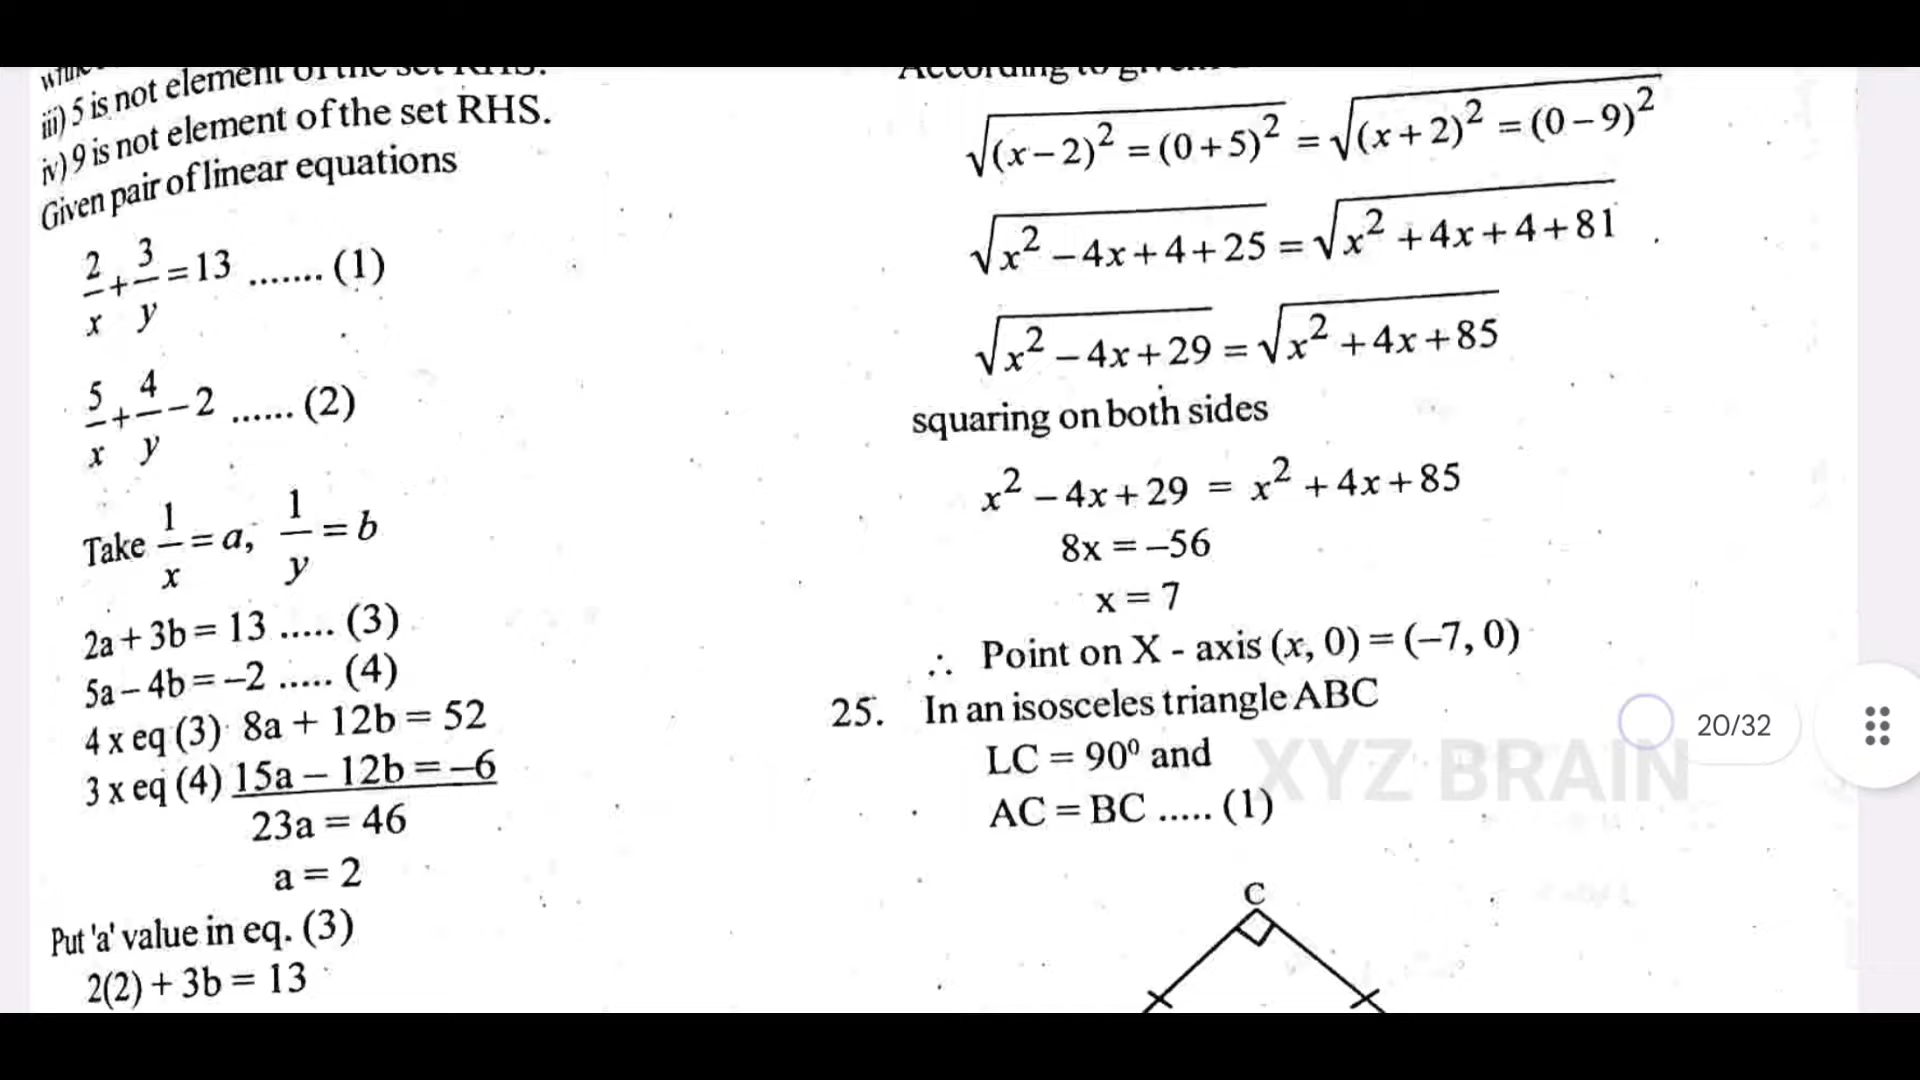 iii) 5 is not element of the set RHS.
iv) 9 is not element of the set RHS.
Given pair of linear equations
2/x + 3/y = 13 ....... (1)
5/x + 4/y − 2 ...... (2)
Take 1/x = a, 1/y = b
2a + 3b = 13 ..... (3)
5a – 4b = –2 ..... (4)
4 x eq (3) 8a + 12b = 52
3 x eq (4) 15a – 12b = –6
23a = 46
a = 2
Put 'a' value in eq. (3)
2(2) + 3b = 13
According to
√((x – 2)² = (0 + 5)²) = √((x + 2)² = (0 – 9)²)
√(x² – 4x + 4 + 25) = √(x² + 4x + 4 + 81)
√(x² – 4x + 29) = √(x² + 4x + 85)
squaring on both sides
x² – 4x + 29 = x² + 4x + 85
8x = –56
x = 7
∴ Point on X - axis (x, 0) = (–7, 0)
25. In an isosceles triangle ABC
LC = 90⁰ and
AC = BC ..... (1)
C
20/32
XYZ BRAIN